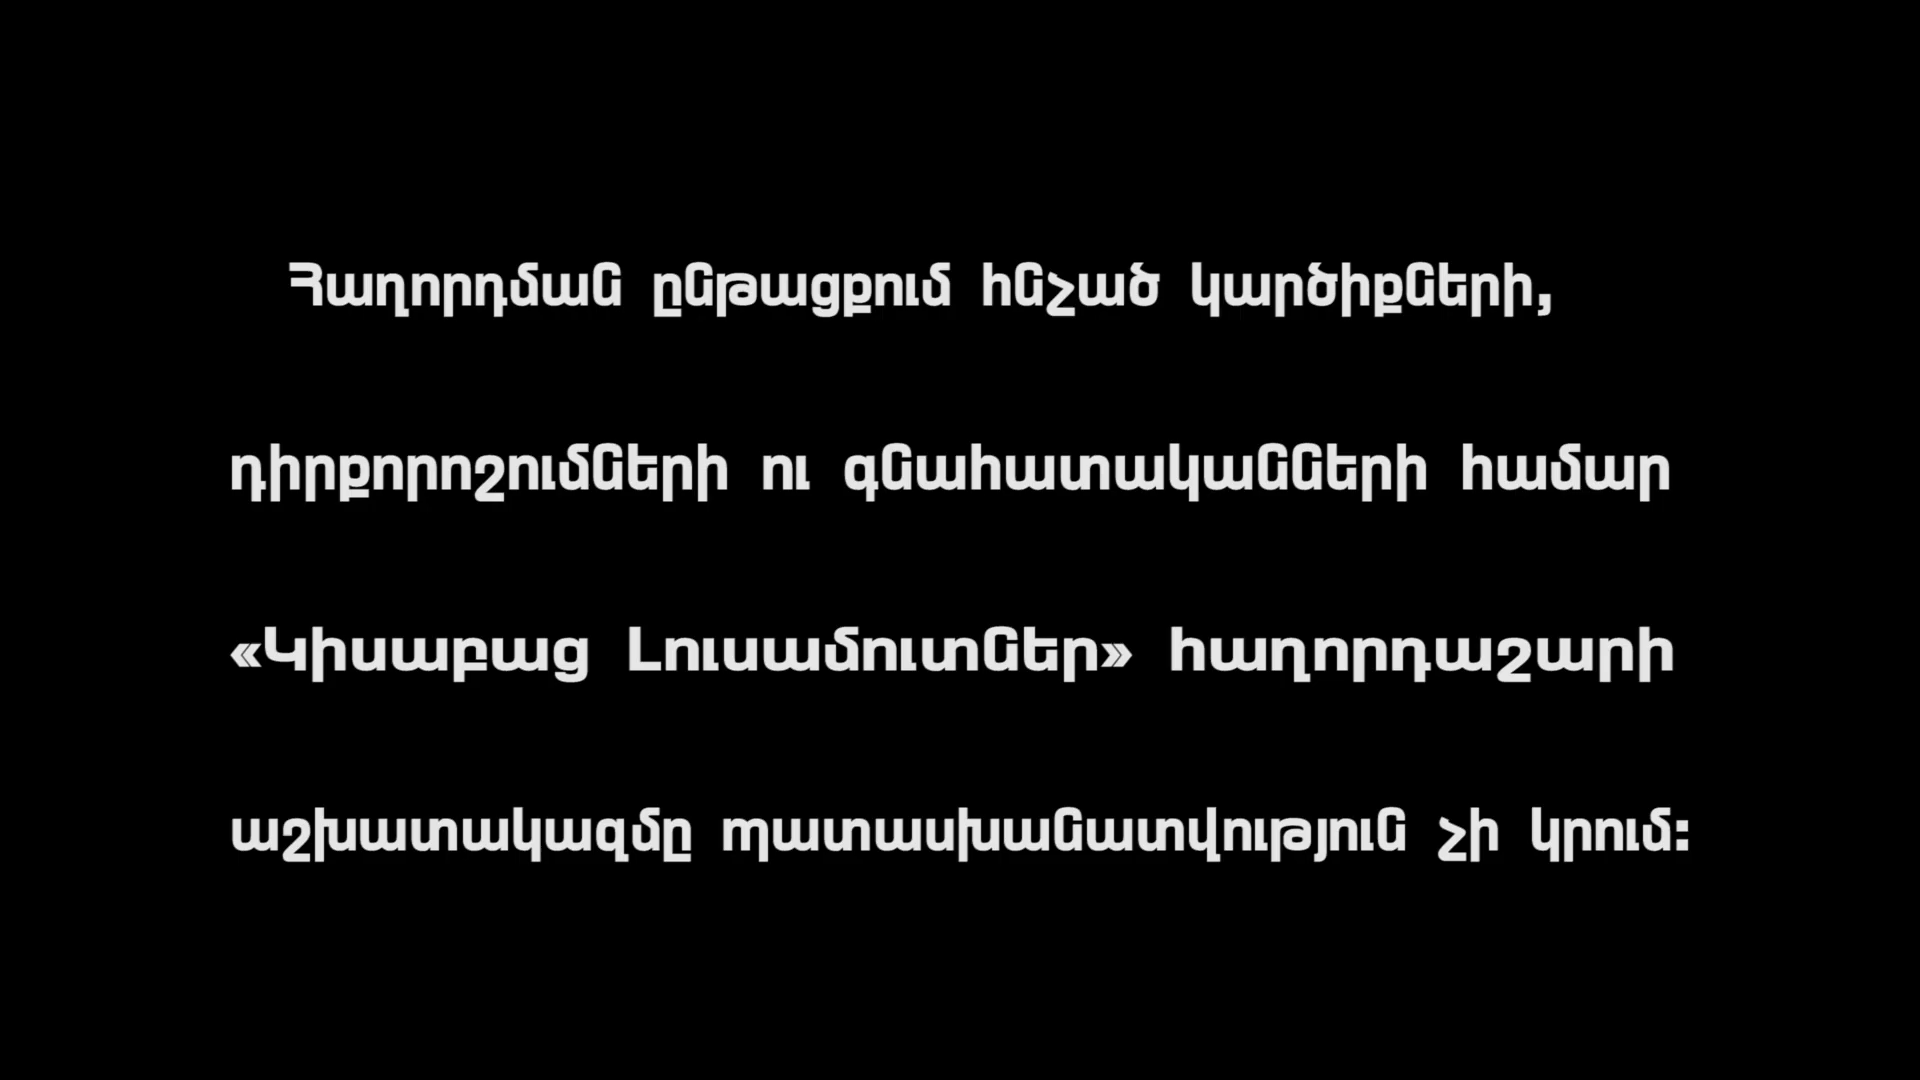 Հաղորդման ընթացքում հնչած կարծիքների,
դիրքորոշումների ու գնահատականների համար
«Կիսաբաց Լուսամուտներ» հաղորդաշարի
աշխատակազմը պատասխանատվություն չի կրում: